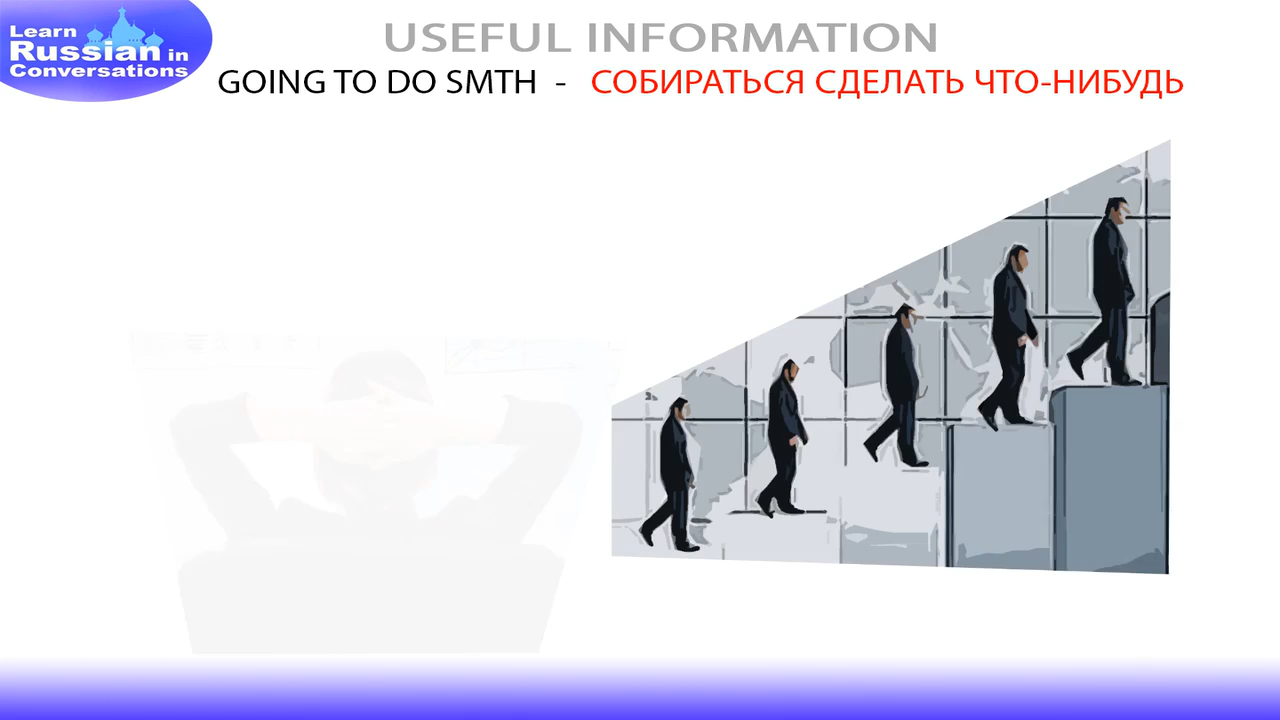 Learn
Russian in
Conversations
USEFUL INFORMATION
GOING TO DO SMTH - СОБИРАТЬСЯ СДЕЛАТЬ ЧТО-НИБУДЬ